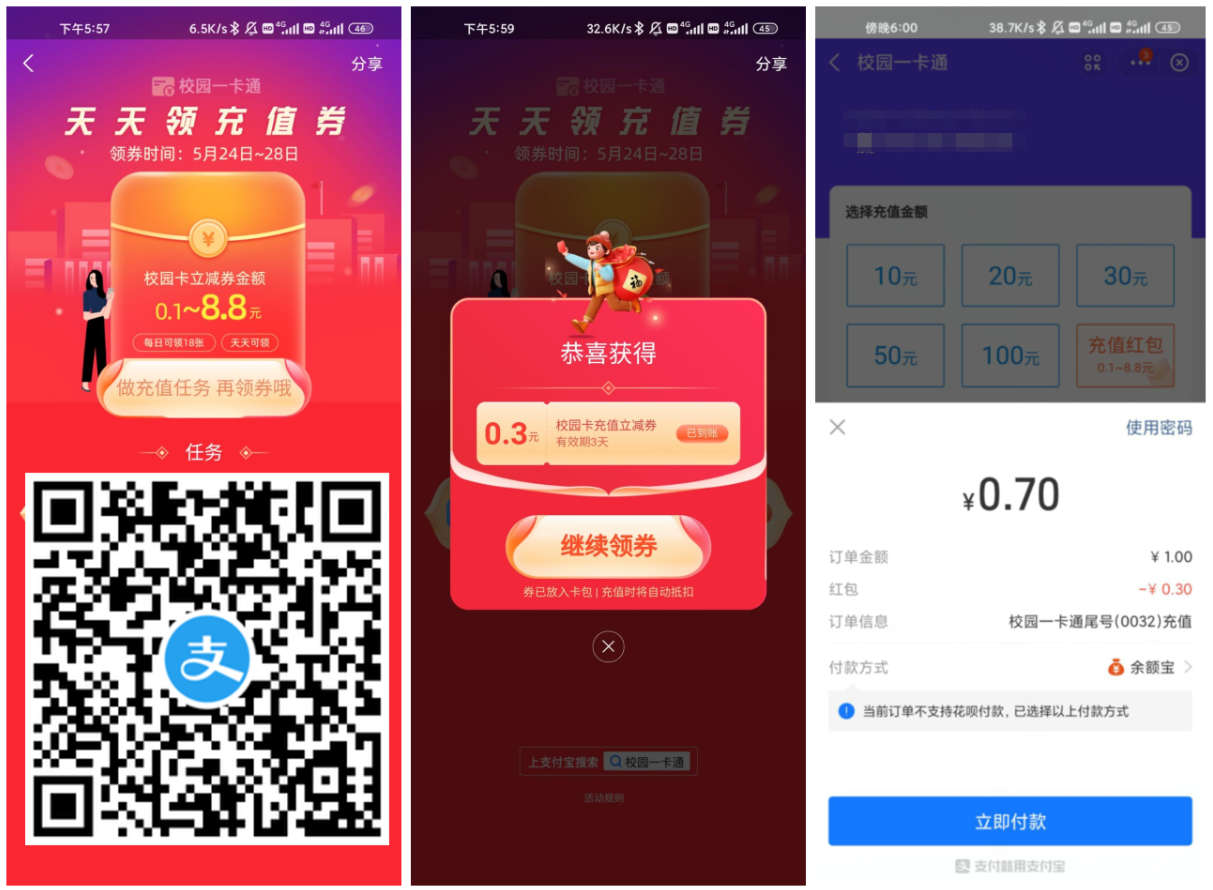 下午5:57
6.5K/s
4G
HD
4G
46
分享
校园一卡通
天天领充值券
领券时间：5月24日~28日
校园卡立减券金额
0.1~8.8元
每日可领18张
天天可领
做充值任务 再领券哦
任务
支
下午5:59
32.6K/s
HD
4G
HD
4G
45
分享
校园一卡通
天天领充值券
领券时间：5月24日~28日
福
恭喜获得
0.3元
校园卡充值立减券
有效期3天
已到账
继续领券
券已放入卡包 | 充值时将自动抵扣
上支付宝搜索
校园一卡通
活动规则
傍晚6:00
38.7K/s
HD
4G
HD
4G
45
校园一卡通
3
选择充值金额
10元
20元
30元
50元
100元
充值红包
0.1~8.8元
使用密码
¥0.70
订单金额
¥ 1.00
红包
-¥ 0.30
订单信息
校园一卡通尾号(0032)充值
付款方式
余额宝
当前订单不支持花呗付款，已选择以上付款方式
立即付款
支付就用支付宝